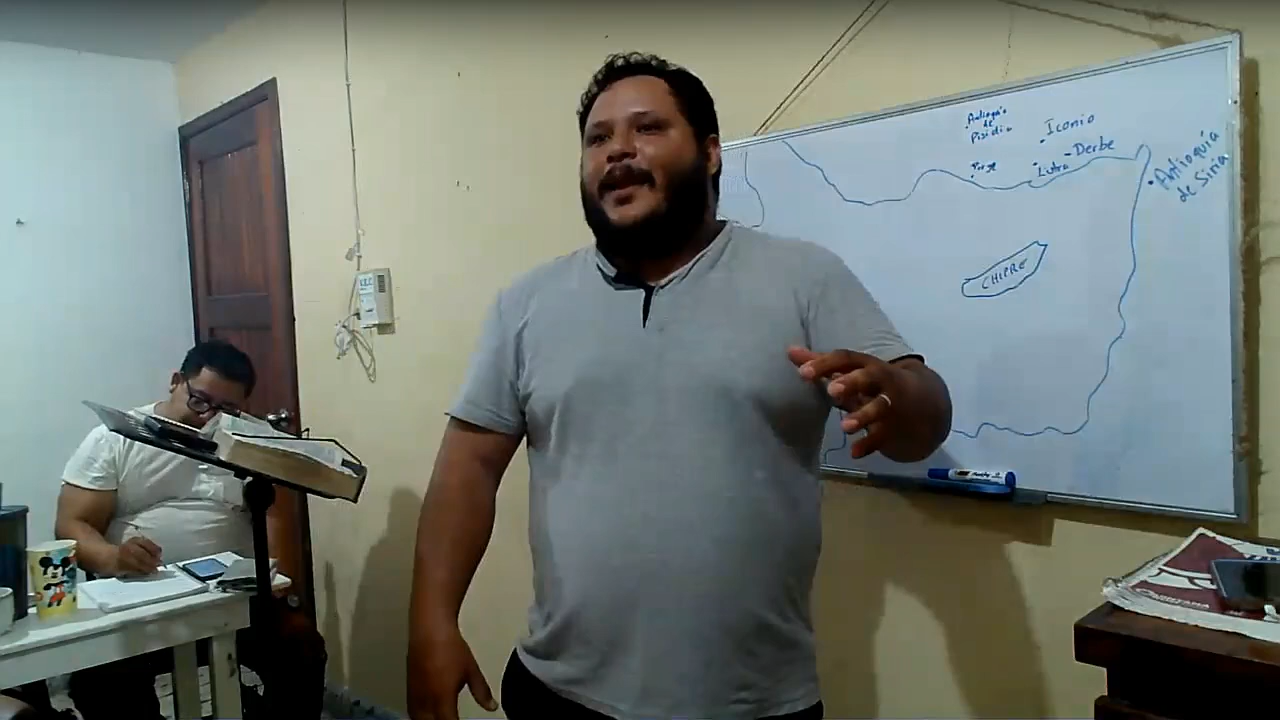 Antioquía
de
Pisidia
Iconio
Derbe
Listra
Perge
Antioquía
de Siria
CHIPRE